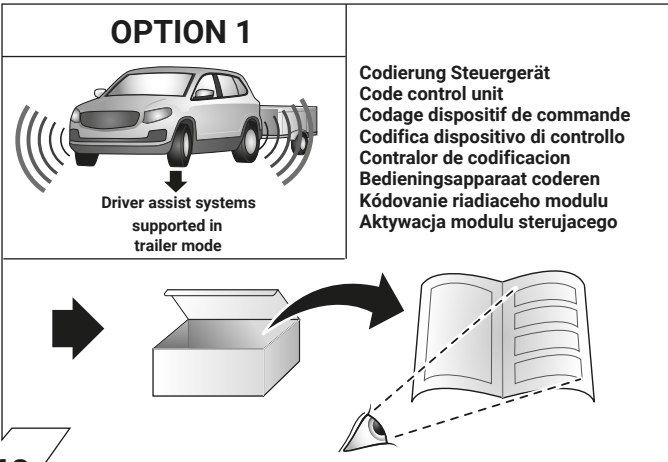 OPTION 1
Driver assist systems
supported in
trailer mode
Codierung Steuergerät
Code control unit
Codage dispositif de commande
Codifica dispositivo di controllo
Contralor de codificacion
Bedieningsapparaat coderen
Kódovanie riadiaceho modulu
Aktywacja modulu sterujacego